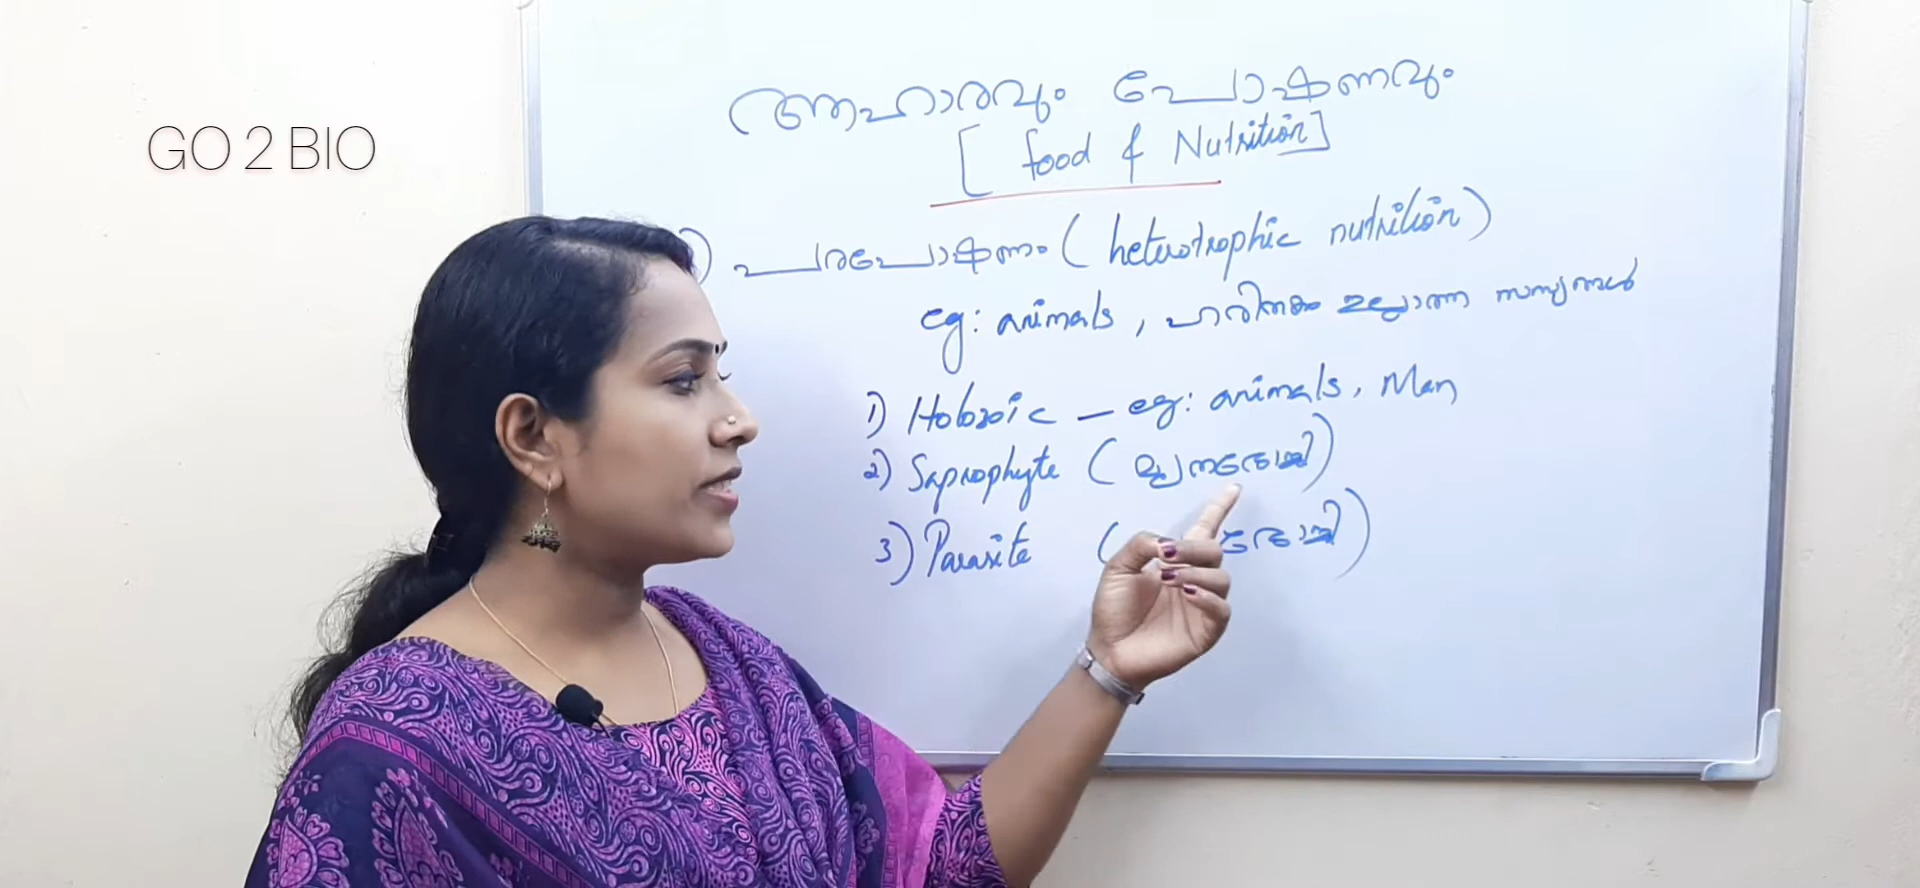 GO 2 BIO
ആഹാരവും പോഷണവും
[ food & Nutrition ]
) പരപോഷണം ( heterotrophic nutrition )
eg: animals , ഹരിതകം ഇല്ലാത്ത സസ്യങ്ങൾ
1) Holozoic - eg: animals, Man
2) Saprophyte ( മൃതഭോജി )
3) Parasite (